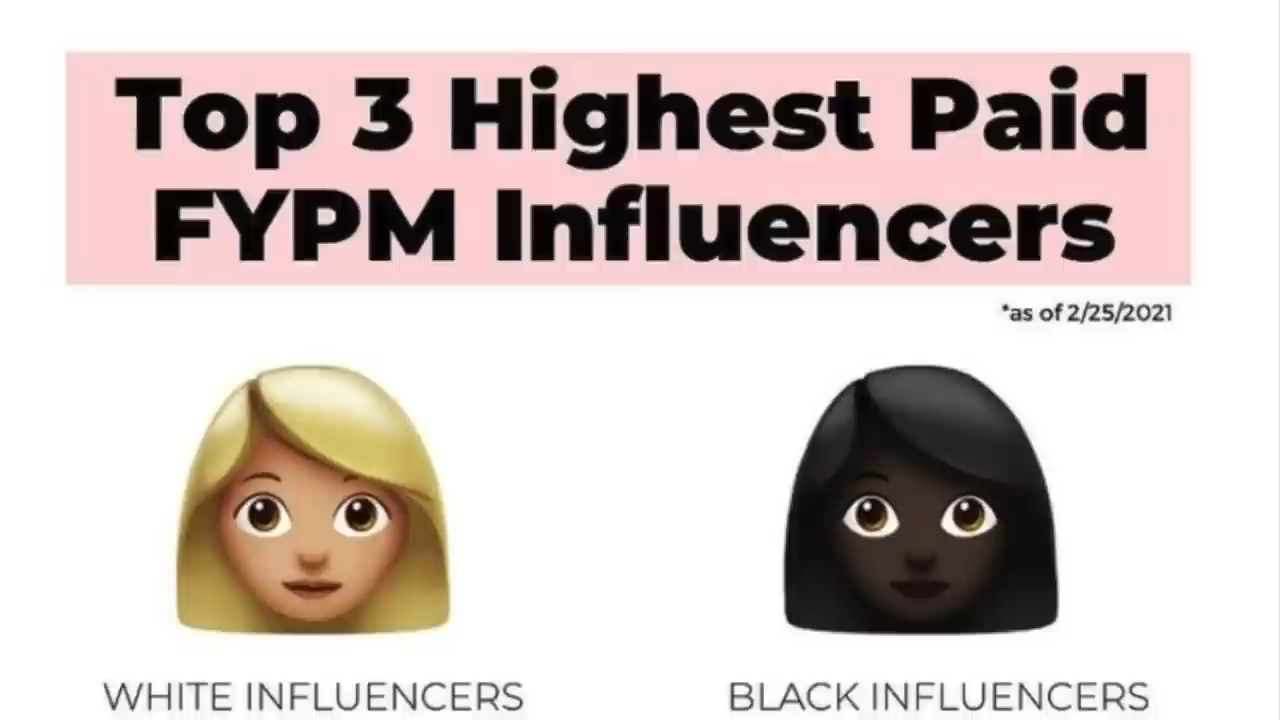 Top 3 Highest Paid
FYPM Influencers
*as of 2/25/2021
WHITE INFLUENCERS
BLACK INFLUENCERS